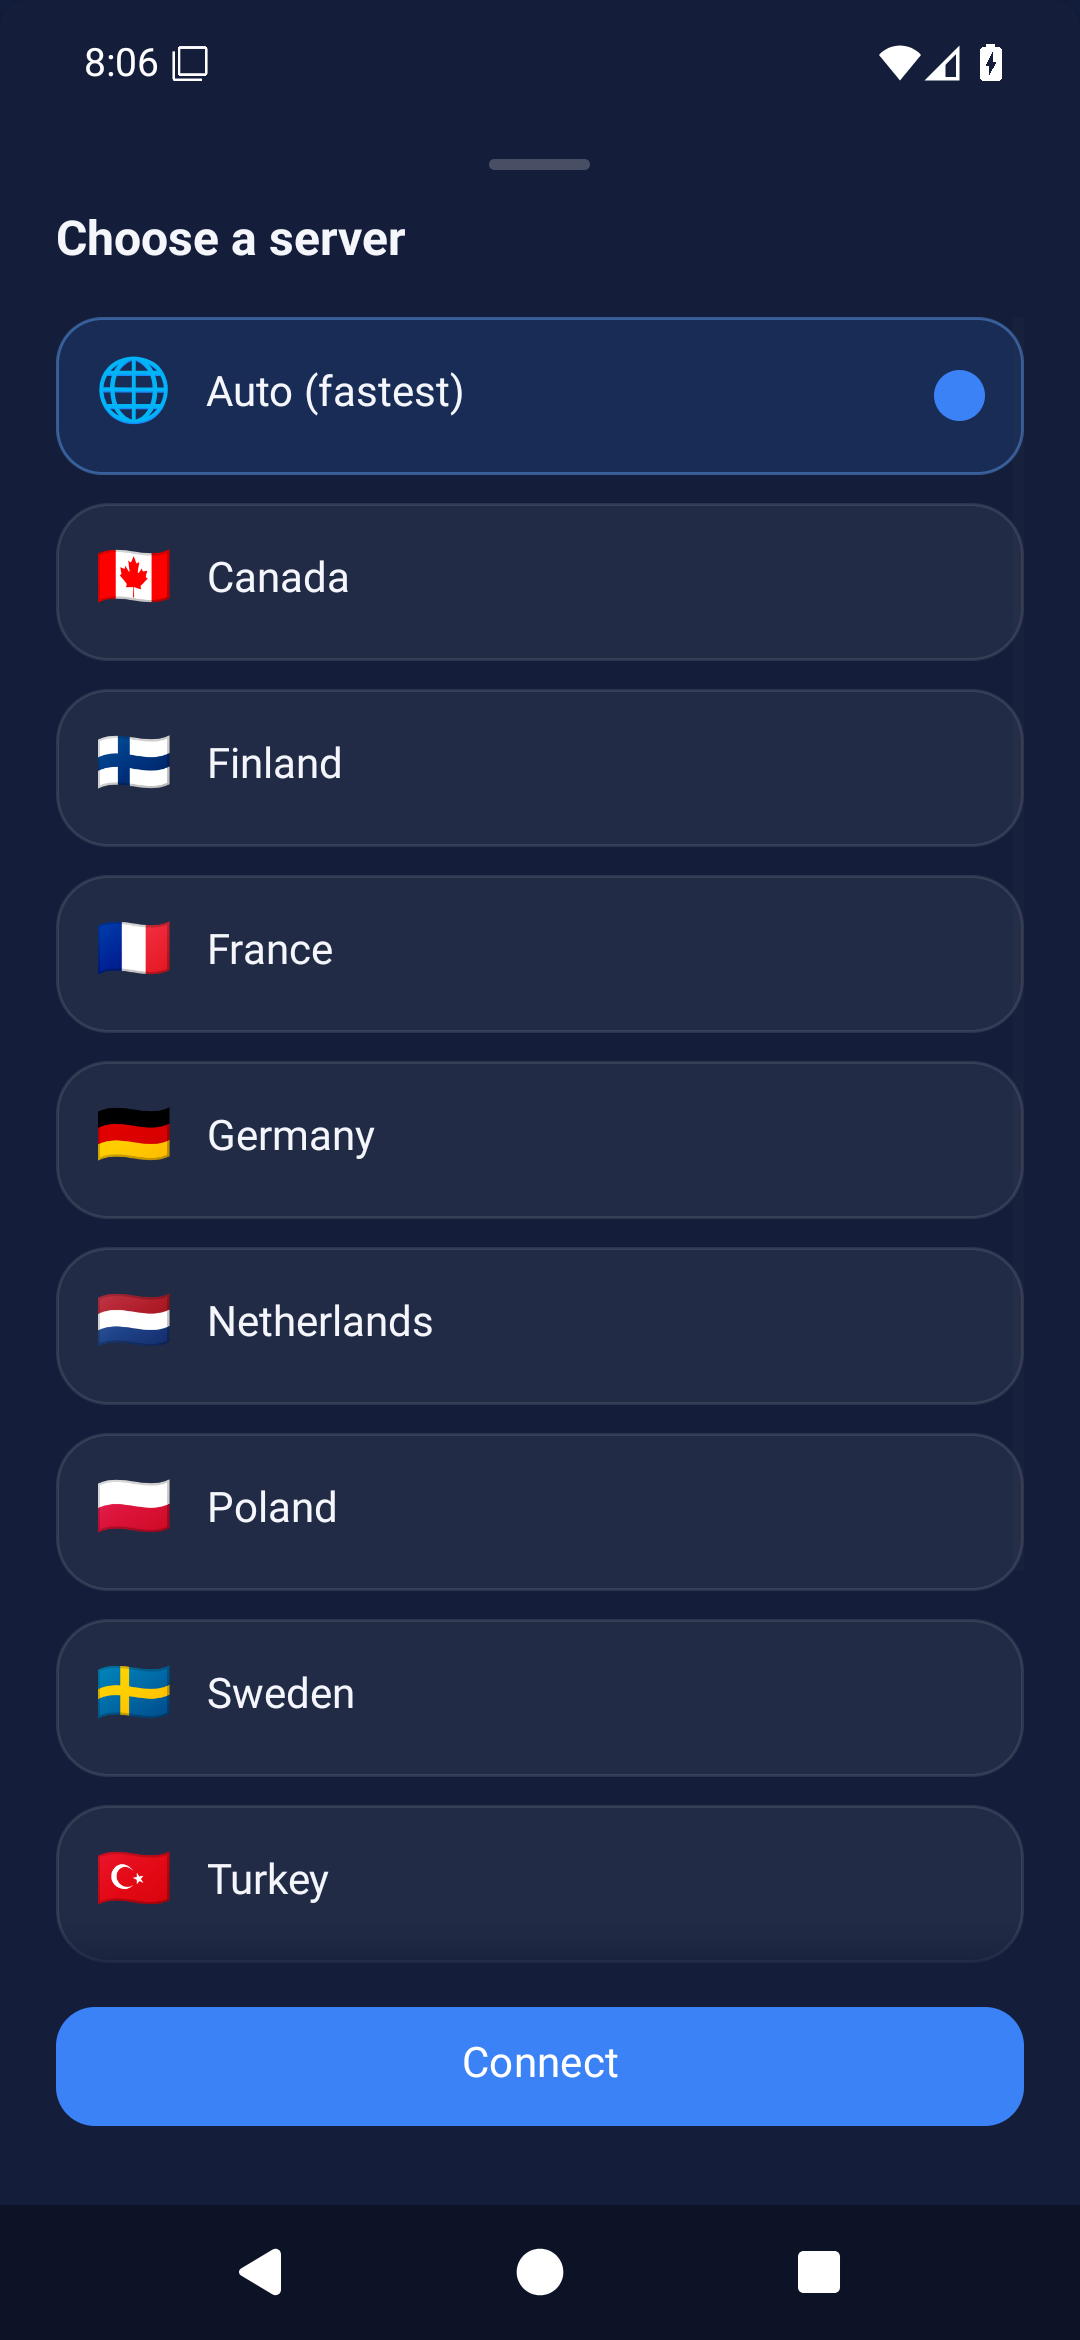 8:06
Choose a server
Auto (fastest)
Canada
Finland
France
Germany
Netherlands
Poland
Sweden
Turkey
Connect